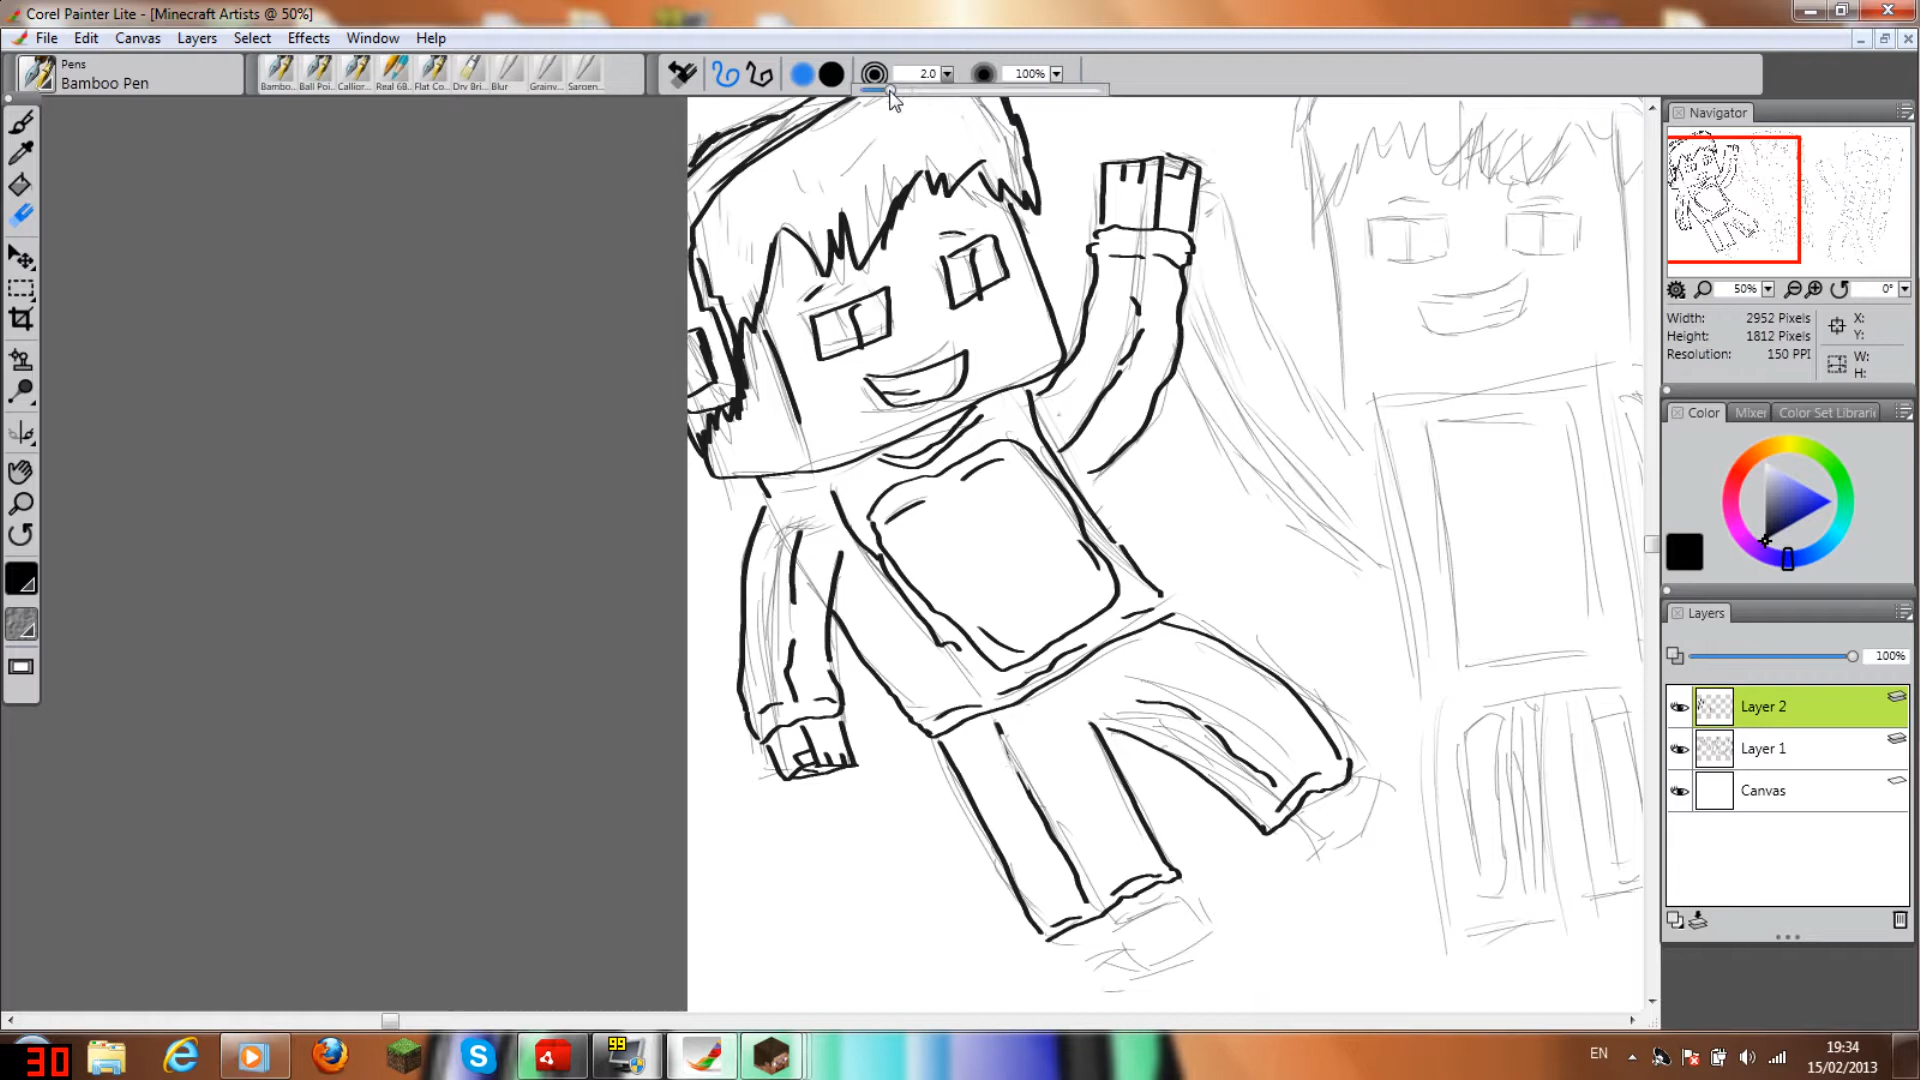 Corel Painter Lite - [Minecraft Artists @ 50%]
File Edit Canvas Layers Select Effects Window Help
Pens
Bamboo Pen
Bambo... Ball Poi... Real 6B... Flat Co... Dry Bri... Blur Grainy...
2.0 100%
Navigator
50% 0°
Width: 2952 Pixels X:
Height: 1812 Pixels Y:
Resolution: 150 PPI W:
H:
Color Mixer Color Set Librari
Layers
100%
Layer 2
Layer 1
Canvas
30
99
EN
19:34
15/02/2013